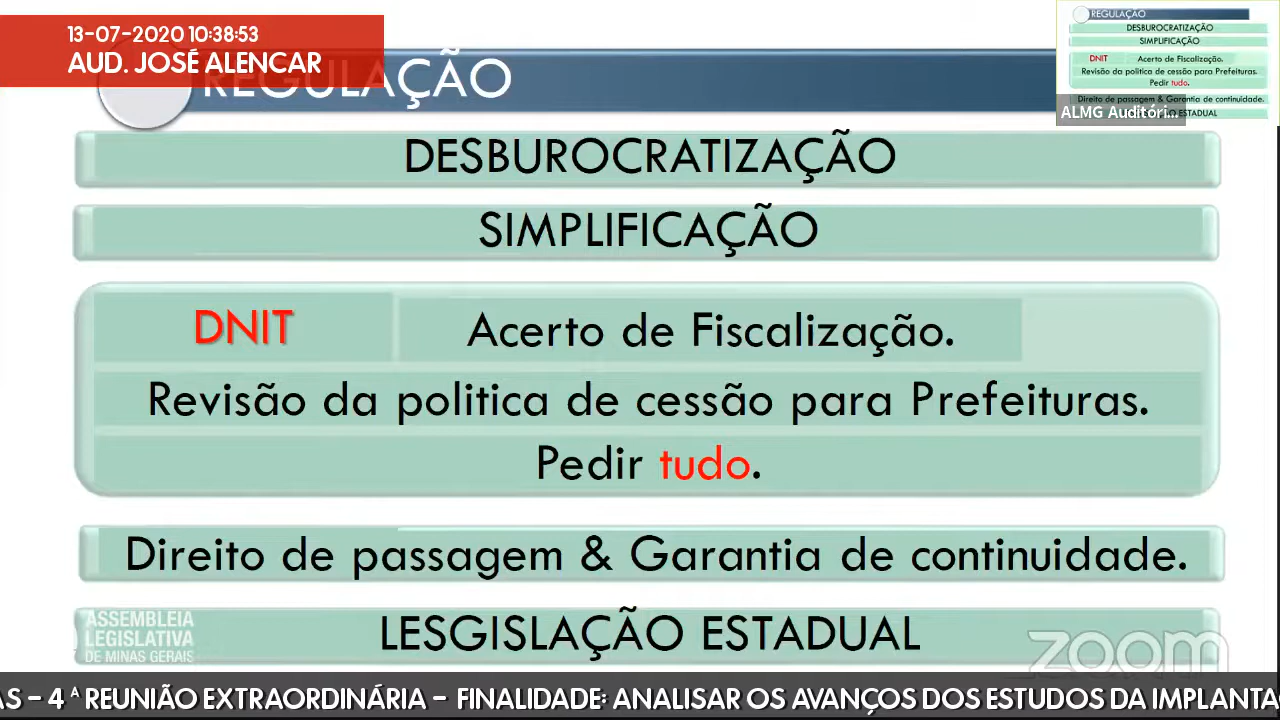 13-07-2020 10:38:53
AUD. JOSÉ ALENCAR
REGULAÇÃO
DESBUROCRATIZAÇÃO
SIMPLIFICAÇÃO
DNIT Acerto de Fiscalização.
Revisão da politica de cessão para Prefeituras.
Pedir tudo.
Direito de passagem & Garantia de continuidade.
LESGISLAÇÃO ESTADUAL
REGULAÇÃO
DESBUROCRATIZAÇÃO
SIMPLIFICAÇÃO
DNIT Acerto de Fiscalização.
Revisão da politica de cessão para Prefeituras.
Pedir tudo.
Direito de passagem & Garantia de continuidade.
ESTADUAL
ALMG Auditóri...
ASSEMBLEIA
LEGISLATIVA
DE MINAS GERAIS
zoom
AS - 4ª REUNIÃO EXTRAORDINÁRIA - FINALIDADE: ANALISAR OS AVANÇOS DOS ESTUDOS DA IMPLANTA